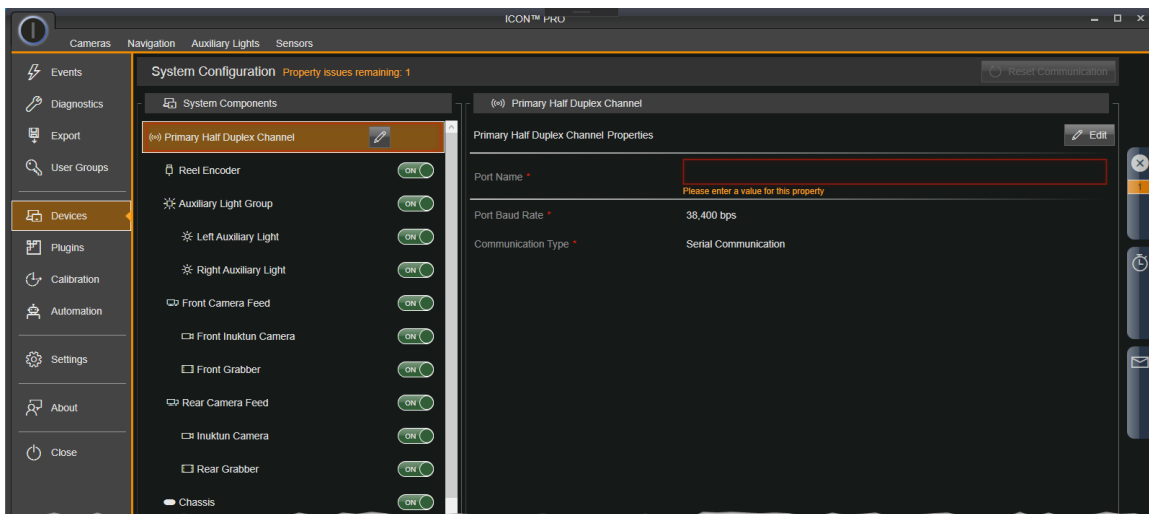 ICON™ PRO
Cameras Navigation Auxiliary Lights Sensors
Events
Diagnostics
Export
User Groups
Devices
Plugins
Calibration
Automation
Settings
About
Close
System Configuration Property issues remaining: 1
Reset Communication
System Components
Primary Half Duplex Channel
Reel Encoder ON
Auxiliary Light Group ON
Left Auxiliary Light ON
Right Auxiliary Light ON
Front Camera Feed ON
Front Inuktun Camera ON
Front Grabber ON
Rear Camera Feed ON
Inuktun Camera ON
Rear Grabber ON
Chassis ON
Primary Half Duplex Channel
Primary Half Duplex Channel Properties Edit
Port Name *
Please enter a value for this property
Port Baud Rate * 38,400 bps
Communication Type * Serial Communication
1